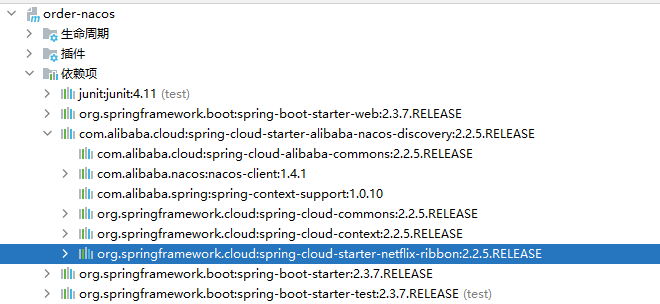 order-nacos
生命周期
插件
依赖项
junit:junit:4.11 (test)
org.springframework.boot:spring-boot-starter-web:2.3.7.RELEASE
com.alibaba.cloud:spring-cloud-starter-alibaba-nacos-discovery:2.2.5.RELEASE
com.alibaba.cloud:spring-cloud-alibaba-commons:2.2.5.RELEASE
com.alibaba.nacos:nacos-client:1.4.1
com.alibaba.spring:spring-context-support:1.0.10
org.springframework.cloud:spring-cloud-commons:2.2.5.RELEASE
org.springframework.cloud:spring-cloud-context:2.2.5.RELEASE
org.springframework.cloud:spring-cloud-starter-netflix-ribbon:2.2.5.RELEASE
org.springframework.boot:spring-boot-starter:2.3.7.RELEASE
org.springframework.boot:spring-boot-starter-test:2.3.7.RELEASE (test)